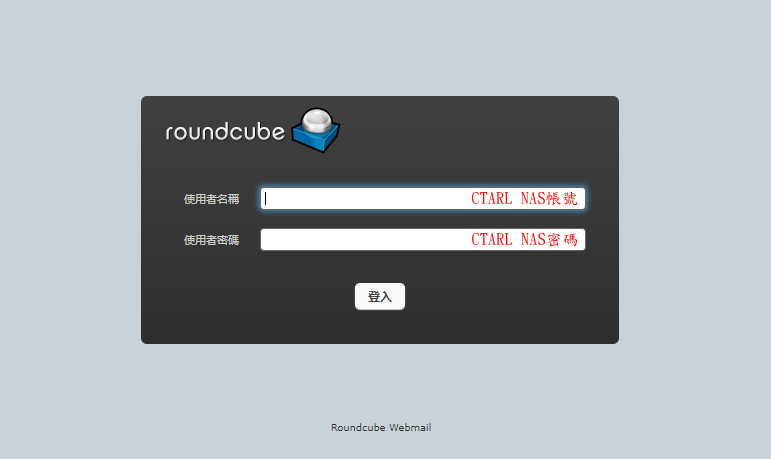 roundcube
使用者名稱 CTARL NAS帳號
使用者密碼 CTARL NAS密碼
登入
Roundcube Webmail